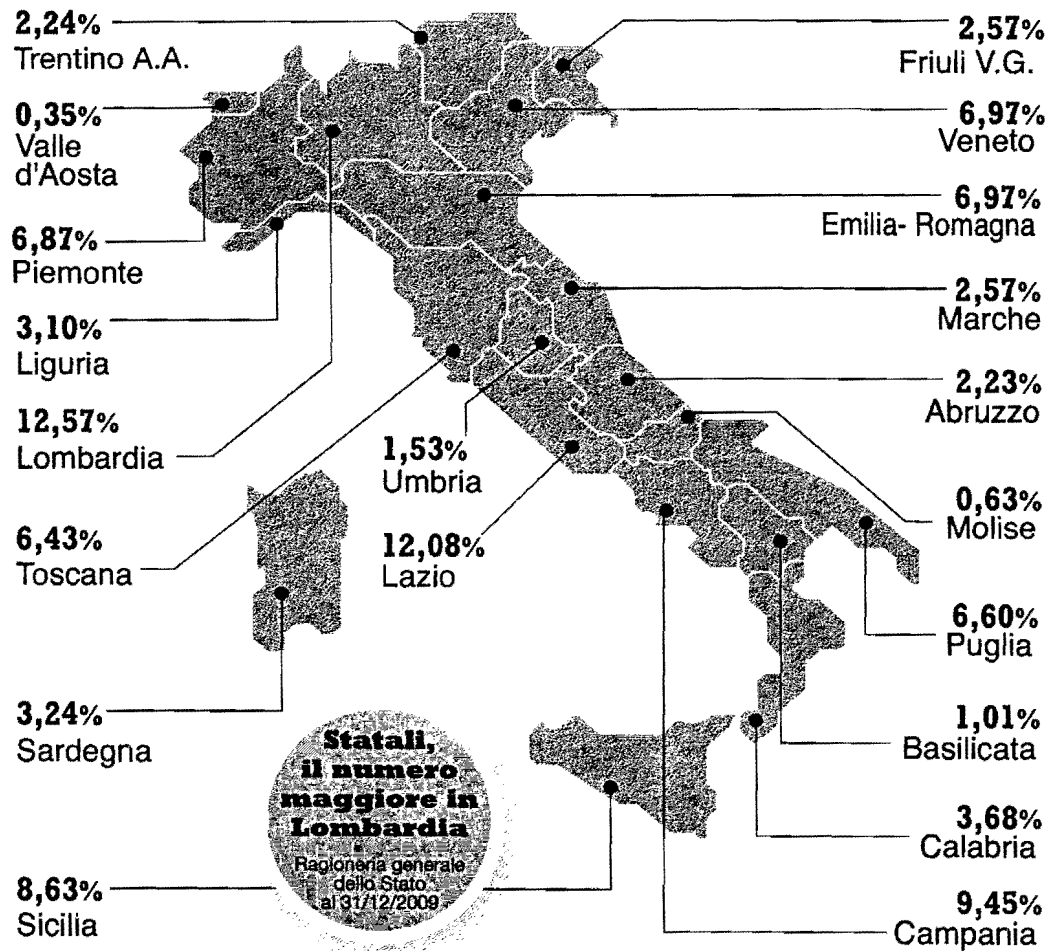 2,24%
Trentino A.A.
0,35%
Valle
d'Aosta
6,87%
Piemonte
3,10%
Liguria
12,57%
Lombardia
6,43%
Toscana
3,24%
Sardegna
8,63%
Sicilia
1,53%
Umbria
12,08%
Lazio
Statali,
il numero
maggiore in
Lombardia
Ragioneria generale
dello Stato
al 31/12/2009
2,57%
Friuli V.G.
6,97%
Veneto
6,97%
Emilia- Romagna
2,57%
Marche
2,23%
Abruzzo
0,63%
Molise
6,60%
Puglia
1,01%
Basilicata
3,68%
Calabria
9,45%
Campania